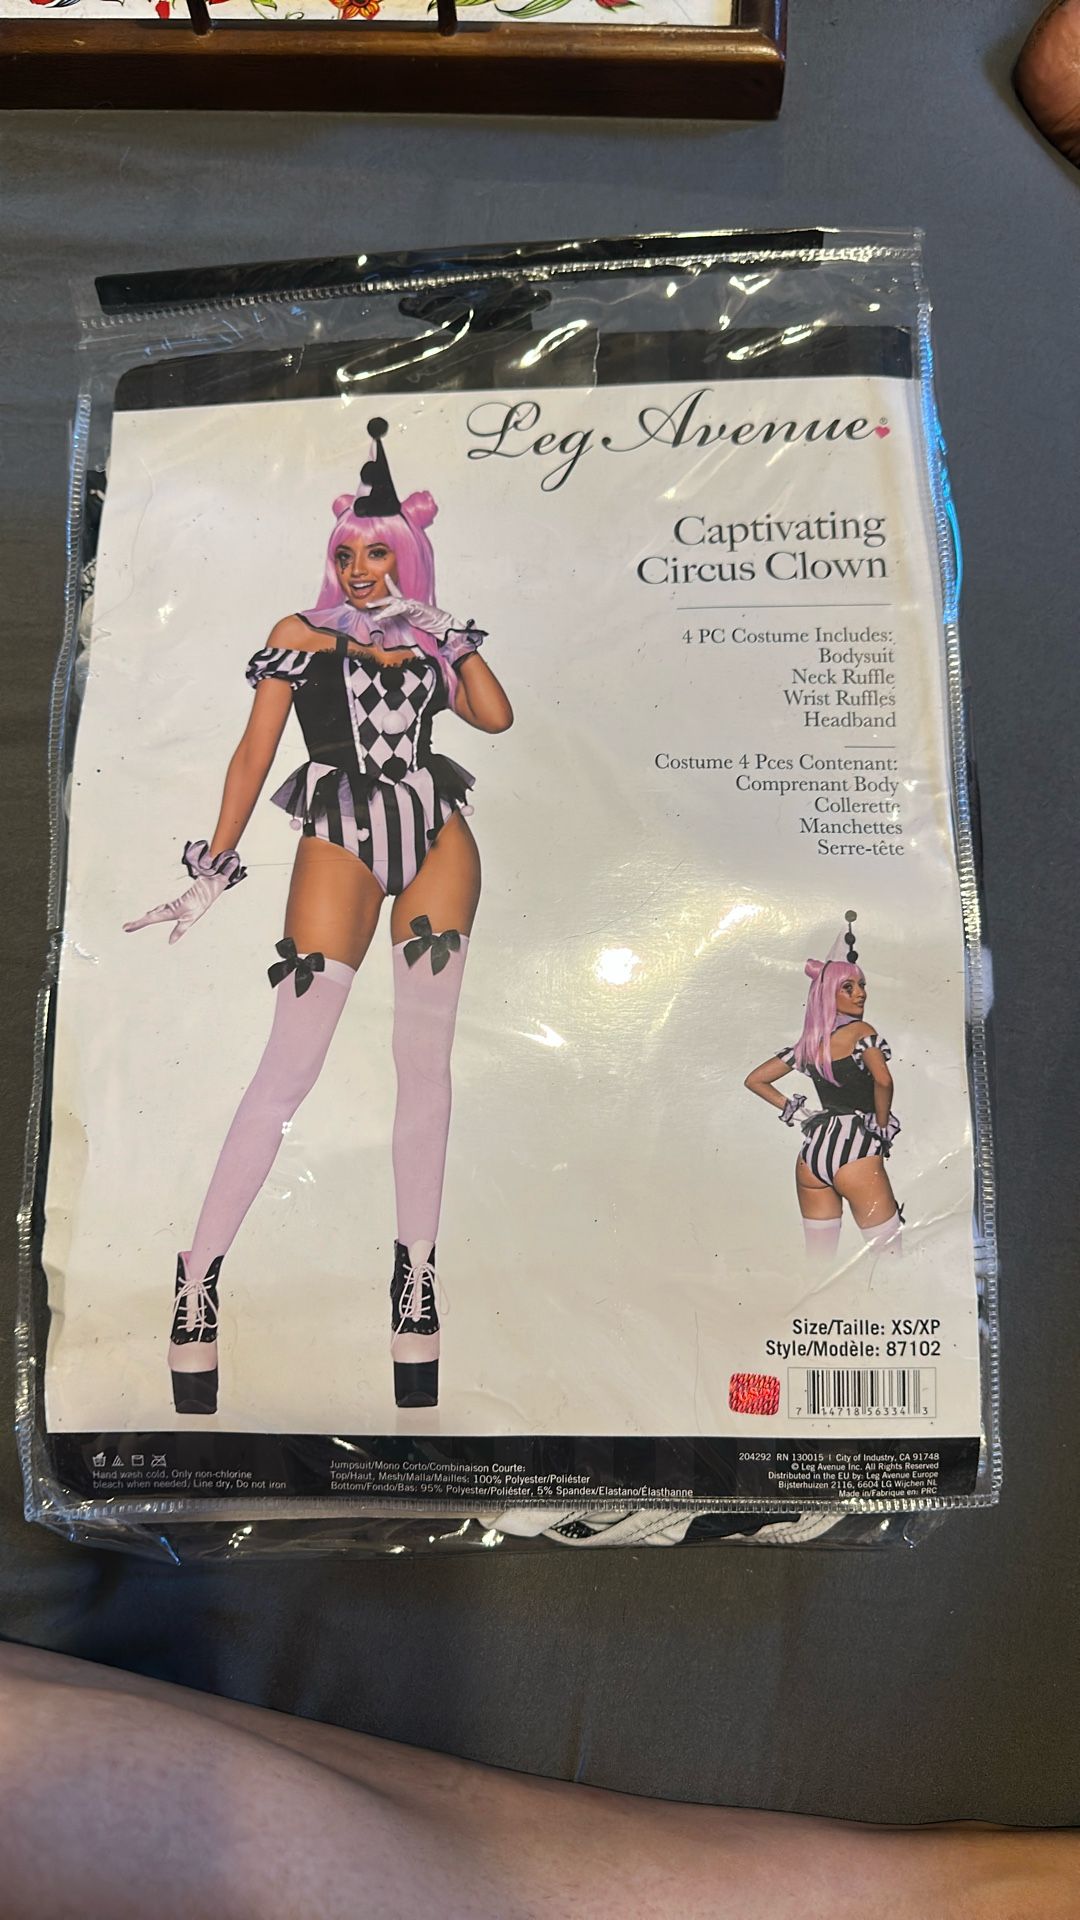 Leg Avenue®
Captivating
Circus Clown
4 PC Costume Includes:
Bodysuit
Neck Ruffle
Wrist Ruffles
Headband
Costume 4 Pces Contenant:
Comprenant Body
Collerette
Manchettes
Serre-tête
Size/Taille: XS/XP
Style/Modèle: 87102
7 14718 56334 3
Hand wash cold, Only non-chlorine
bleach when needed, Line dry, Do not iron
Jumpsuit/Mono Corto/Combinaison Courte:
Top/Haut, Mesh/Malla/Mailles: 100% Polyester/Poliéster
Bottom/Fondo/Bas: 95% Polyester/Poliéster, 5% Spandex/Elastano/Élasthanne
204292 RN 130015 | City of Industry, CA 91748
© Leg Avenue Inc. All Rights Reserved
Distributed in the EU by: Leg Avenue Europe
Bijsterhuizen 2116, 6604 LG Wijchen NL
Made in/Fabrique en: PRC